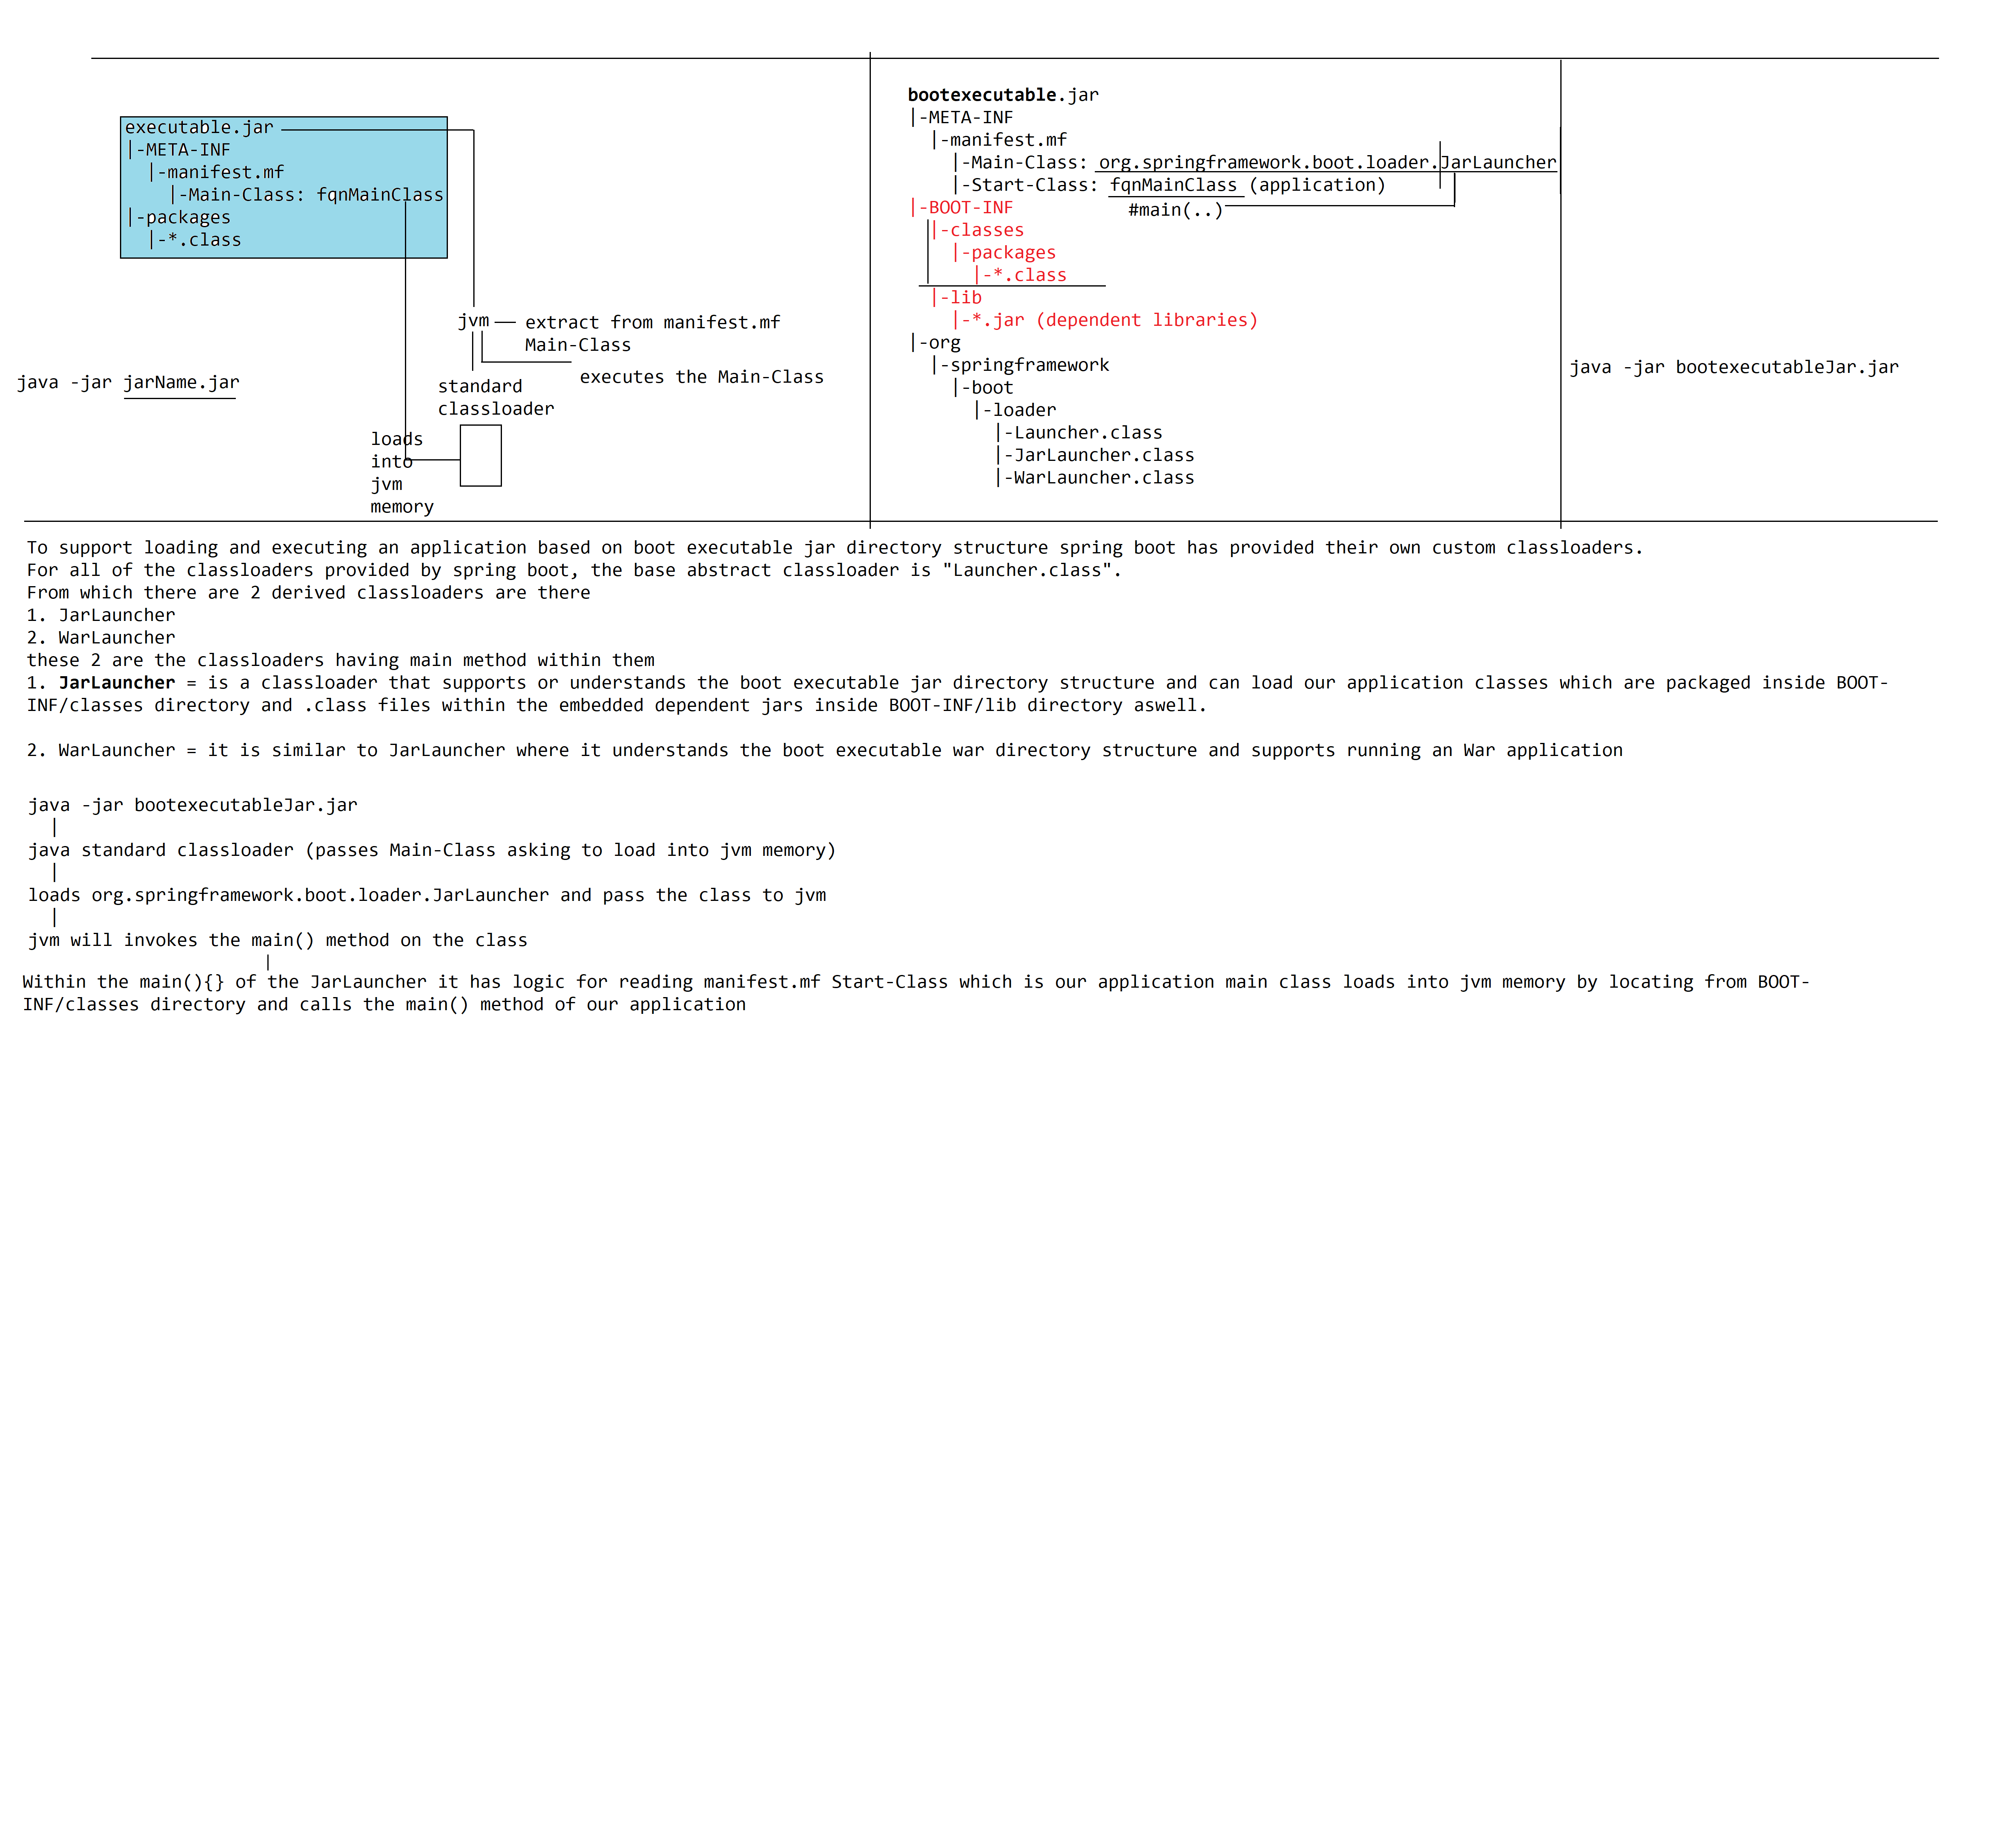 executable.jar
|-META-INF
|-manifest.mf
|-Main-Class: fqnMainClass
|-packages
|-*.class
jvm
extract from manifest.mf
Main-Class
executes the Main-Class
standard
classloader
java -jar jarName.jar
loads
into
jvm
memory
bootexecutable.jar
|-META-INF
|-manifest.mf
|-Main-Class: org.springframework.boot.loader.JarLauncher
|-Start-Class: fqnMainClass (application)
#main(..)
|-BOOT-INF
|-classes
|-packages
|-*.class
|-lib
|-*.jar (dependent libraries)
|-org
|-springframework
|-boot
|-loader
|-Launcher.class
|-JarLauncher.class
|-WarLauncher.class
java -jar bootexecutableJar.jar
To support loading and executing an application based on boot executable jar directory structure spring boot has provided their own custom classloaders.
For all of the classloaders provided by spring boot, the base abstract classloader is "Launcher.class".
From which there are 2 derived classloaders are there
1. JarLauncher
2. WarLauncher
these 2 are the classloaders having main method within them
1. JarLauncher = is a classloader that supports or understands the boot executable jar directory structure and can load our application classes which are packaged inside BOOT-
INF/classes directory and .class files within the embedded dependent jars inside BOOT-INF/lib directory aswell.
2. WarLauncher = it is similar to JarLauncher where it understands the boot executable war directory structure and supports running an War application
java -jar bootexecutableJar.jar
|
java standard classloader (passes Main-Class asking to load into jvm memory)
|
loads org.springframework.boot.loader.JarLauncher and pass the class to jvm
|
jvm will invokes the main() method on the class
|
Within the main(){} of the JarLauncher it has logic for reading manifest.mf Start-Class which is our application main class loads into jvm memory by locating from BOOT-
INF/classes directory and calls the main() method of our application